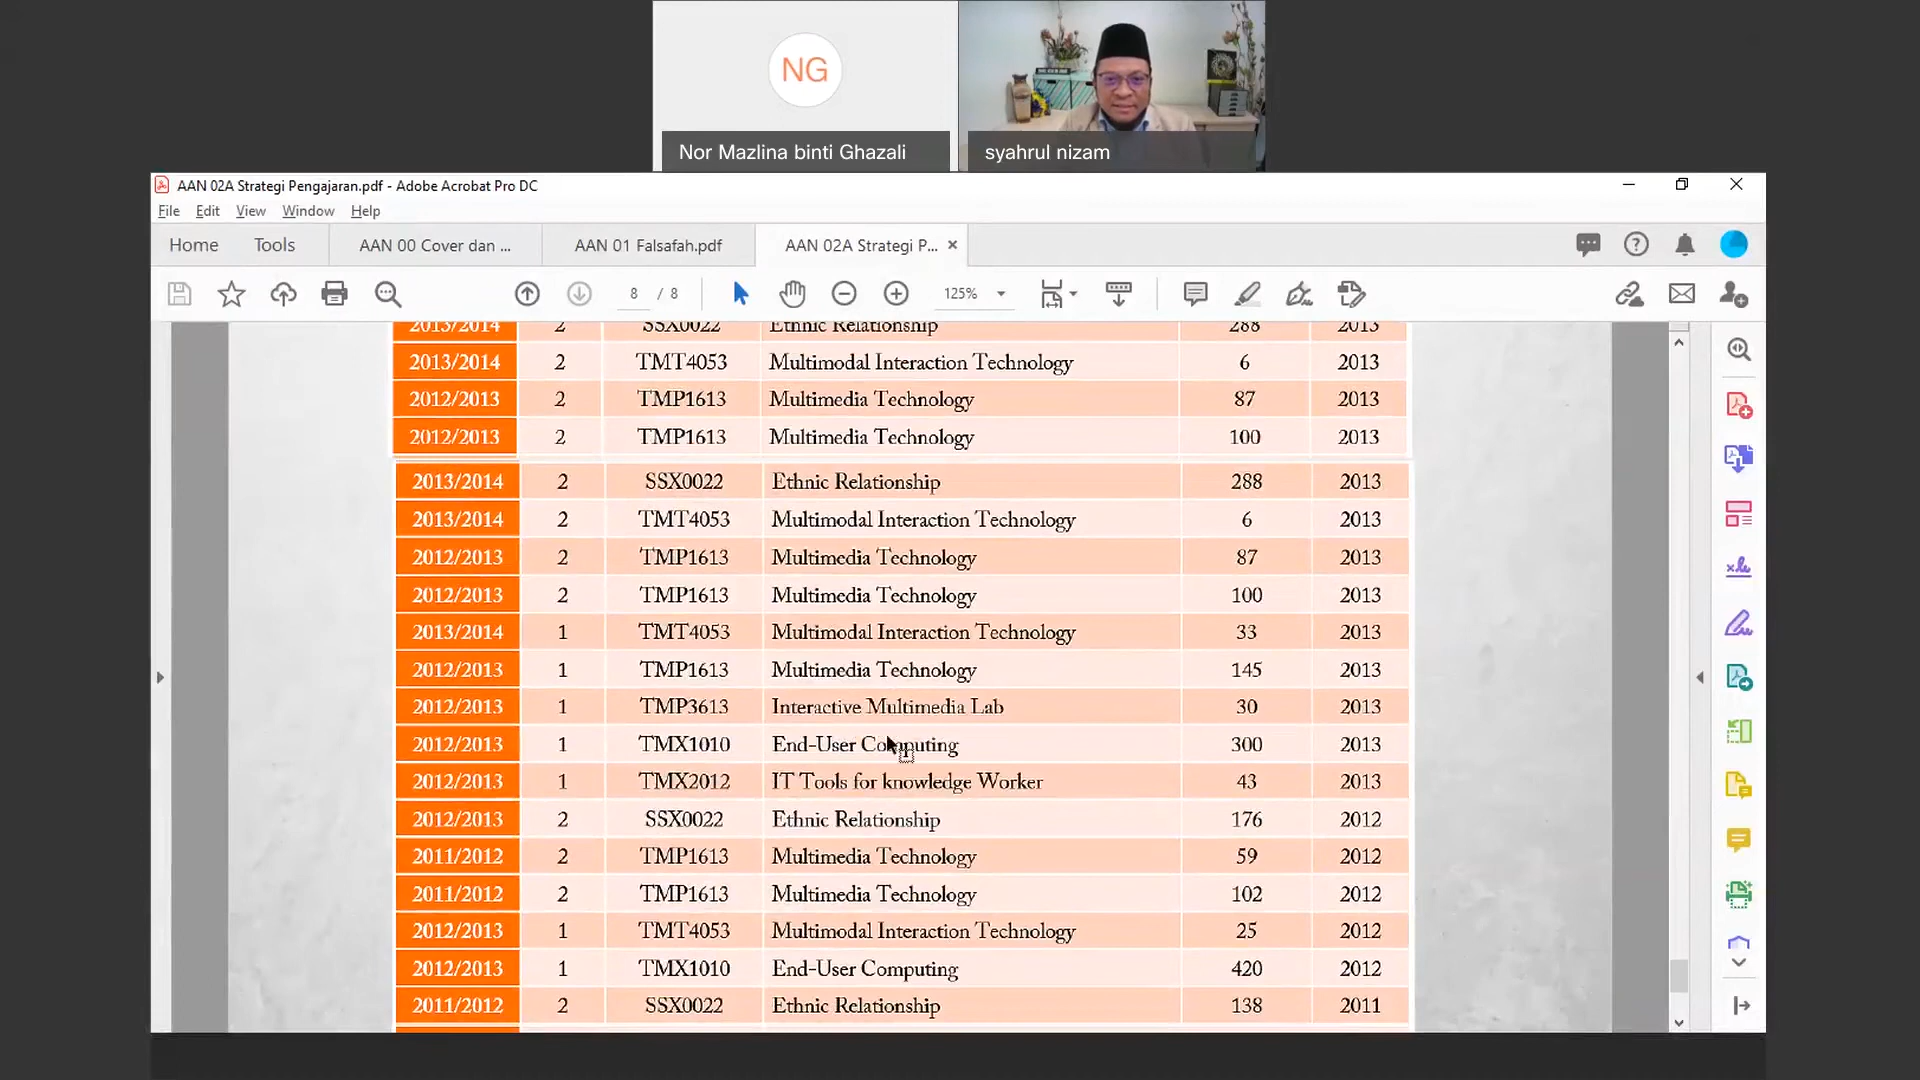 NG
Nor Mazlina binti Ghazali
syahrul nizam
AAN 02A Strategi Pengajaran.pdf - Adobe Acrobat Pro DC
File Edit View Window Help
Home Tools AAN 00 Cover dan ... AAN 01 Falsafah.pdf AAN 02A Strategi P... ×
8 / 8 125%
2013/2014 2 SSX0022 Ethnic Relationship 288 2013
2013/2014 2 TMT4053 Multimodal Interaction Technology 6 2013
2012/2013 2 TMP1613 Multimedia Technology 87 2013
2012/2013 2 TMP1613 Multimedia Technology 100 2013
2013/2014 2 SSX0022 Ethnic Relationship 288 2013
2013/2014 2 TMT4053 Multimodal Interaction Technology 6 2013
2012/2013 2 TMP1613 Multimedia Technology 87 2013
2012/2013 2 TMP1613 Multimedia Technology 100 2013
2013/2014 1 TMT4053 Multimodal Interaction Technology 33 2013
2012/2013 1 TMP1613 Multimedia Technology 145 2013
2012/2013 1 TMP3613 Interactive Multimedia Lab 30 2013
2012/2013 1 TMX1010 End-User Computing 300 2013
2012/2013 1 TMX2012 IT Tools for knowledge Worker 43 2013
2012/2013 2 SSX0022 Ethnic Relationship 176 2012
2011/2012 2 TMP1613 Multimedia Technology 59 2012
2011/2012 2 TMP1613 Multimedia Technology 102 2012
2012/2013 1 TMT4053 Multimodal Interaction Technology 25 2012
2012/2013 1 TMX1010 End-User Computing 420 2012
2011/2012 2 SSX0022 Ethnic Relationship 138 2011